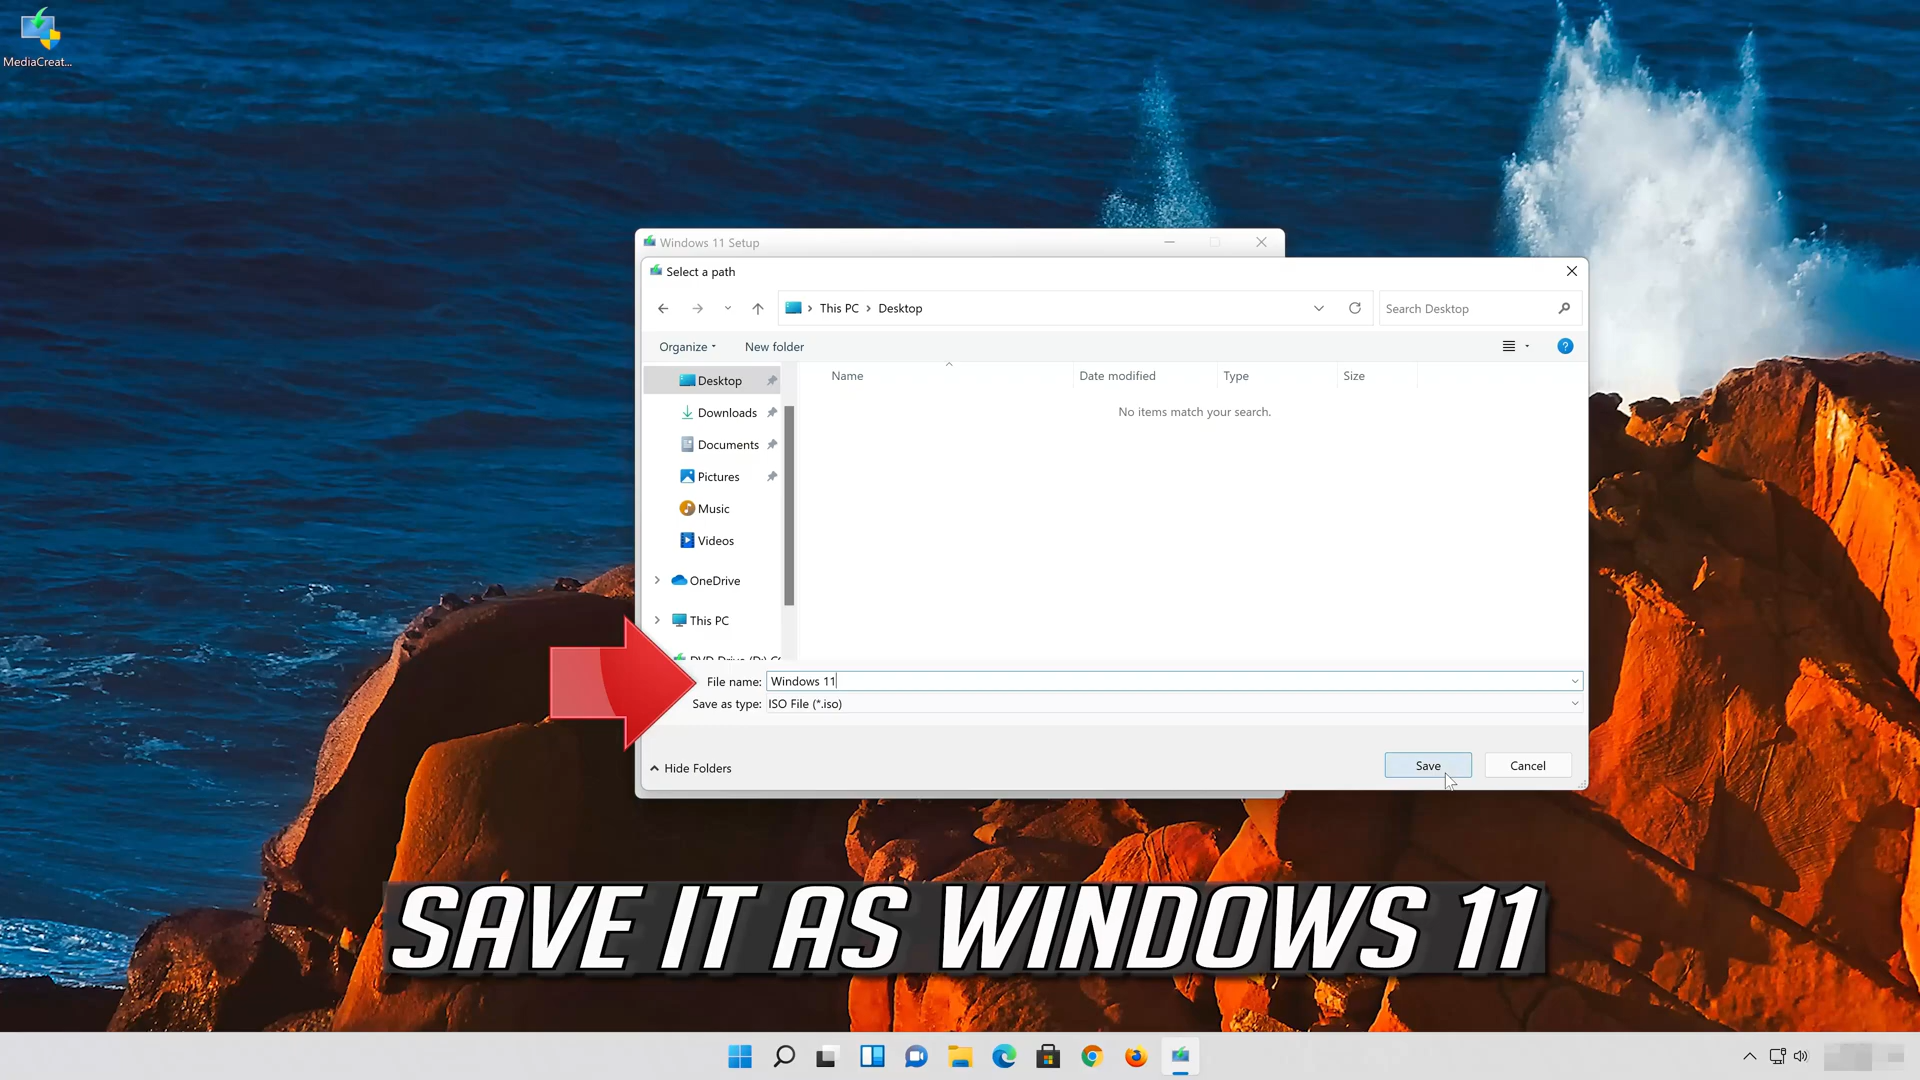 MediaCreat...
Windows 11 Setup
Select a path
This PC
Desktop
Search Desktop
Organize
New folder
?
Name
Date modified
Type
Size
No items match your search.
Desktop
Downloads
Documents
Pictures
Music
Videos
OneDrive
This PC
File name:
Windows 11
Save as type:
ISO File (*.iso)
Hide Folders
Save
Cancel
SAVE IT AS WINDOWS 11